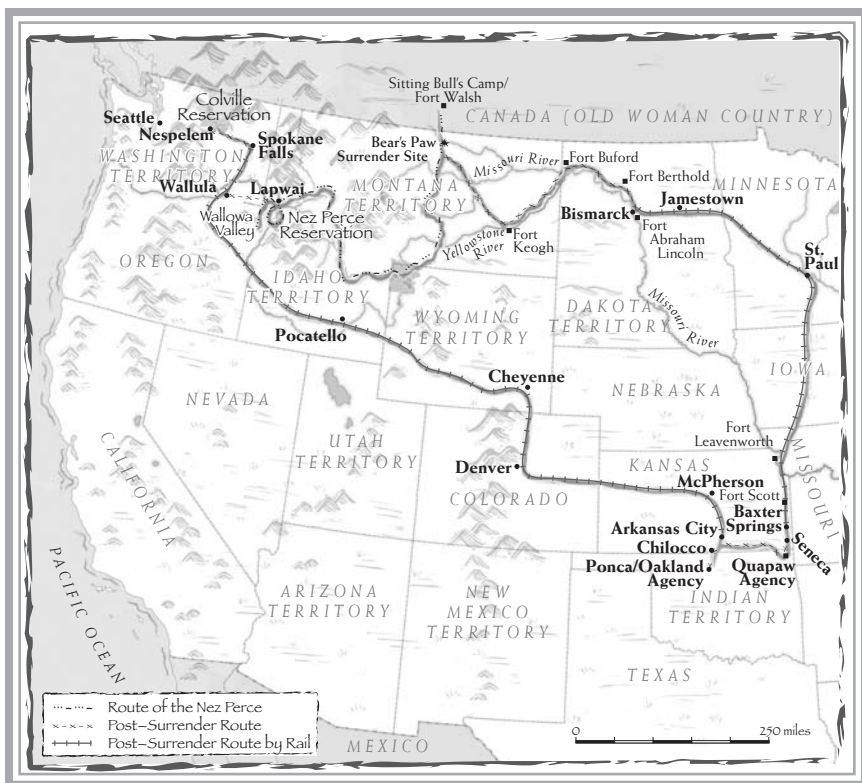 Sitting Bull's Camp/
Fort Walsh
CANADA (OLD WOMAN COUNTRY)
Colville
Reservation
Seattle
Nespelem
Spokane
Falls
WASHINGTON
TERRITORY
Bear's Paw
Surrender Site
Missouri River
Fort Buford
Fort Berthold
MINNESOTA
Wallula
Lapwai
MONTANA
TERRITORY
Jamestown
Bismarck
Wallowa
Valley
Nez Perce
Reservation
Yellowstone
River
Fort
Keogh
Fort
Abraham
Lincoln
St.
Paul
OREGON
IDAHO
TERRITORY
WYOMING
TERRITORY
DAKOTA
TERRITORY
Missouri
River
Pocatello
IOWA
Cheyenne
NEBRASKA
NEVADA
Fort
Leavenworth
UTAH
TERRITORY
CALIFORNIA
Denver
COLORADO
KANSAS
MISSOURI
McPherson
Fort Scott
Baxter
Springs
Arkansas City
Seneca
Chilocco
Ponca/Oakland
Agency
Quapaw
Agency
PACIFIC OCEAN
ARIZONA
TERRITORY
NEW
MEXICO
TERRITORY
INDIAN
TERRITORY
TEXAS
Route of the Nez Perce
Post–Surrender Route
Post–Surrender Route by Rail
0 250 miles
MEXICO